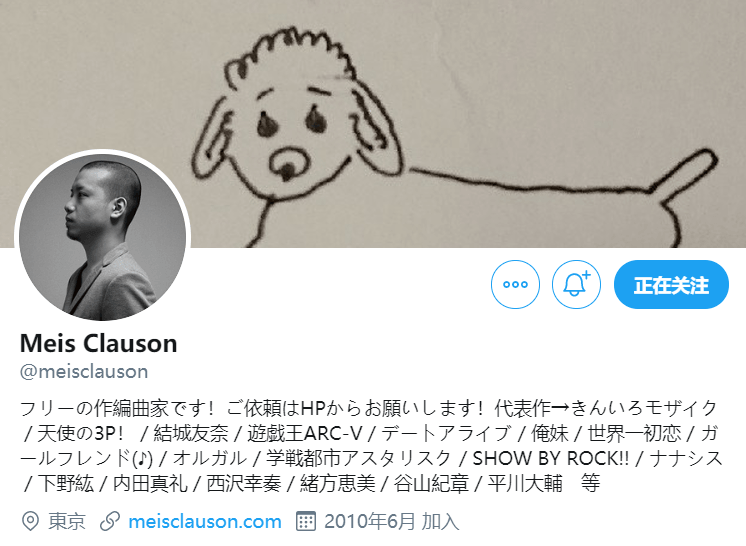 正在关注
Meis Clauson
@meisclauson
フリーの作編曲家です！ご依頼はHPからお願いします！代表作→きんいろモザイク
/ 天使の3P！ / 結城友奈 / 遊戯王ARC-V / デートアライブ / 俺妹 / 世界一初恋 / ガ
ールフレンド(♪) / オルガル / 学戦都市アスタリスク / SHOW BY ROCK!! / ナナシス
/ 下野紘 / 内田真礼 / 西沢幸奏 / 緒方恵美 / 谷山紀章 / 平川大輔　等
東京 meisclauson.com 2010年6月 加入